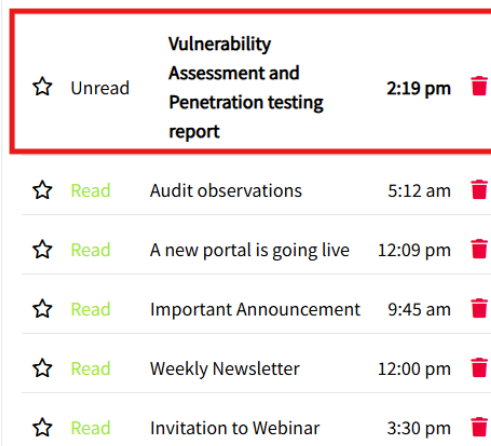 Unread Vulnerability Assessment and Penetration testing report 2:19 pm
Read Audit observations 5:12 am
Read A new portal is going live 12:09 pm
Read Important Announcement 9:45 am
Read Weekly Newsletter 12:00 pm
Read Invitation to Webinar 3:30 pm